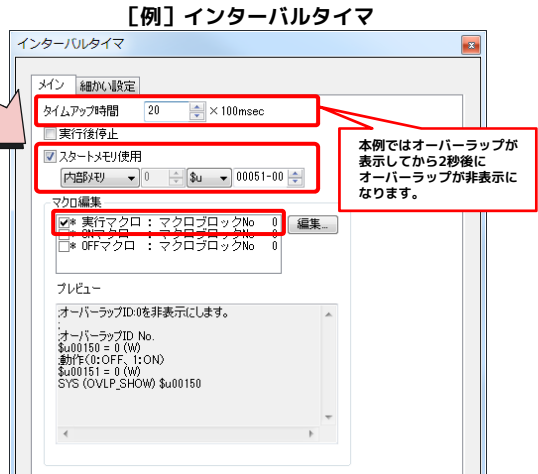 ［例］インターバルタイマ
インターバルタイマ
メイン 細かい設定
タイムアップ時間 20 ×100msec
実行後停止
スタートメモリ使用
内部メモリ 0 $u 00051-00
本例ではオーバーラップが
表示してから2秒後に
オーバーラップが非表示に
なります。
マクロ編集
* 実行マクロ : マクロブロックNo 0 編集...
* ONマクロ : マクロブロックNo 0
* OFFマクロ : マクロブロックNo 0
プレビュー
;オーバーラップID:0を非表示にします。
;
;オーバーラップID No.
$u00150 = 0 (W)
;動作(0:OFF、1:ON)
$u00151 = 0 (W)
SYS (OVLP_SHOW) $u00150